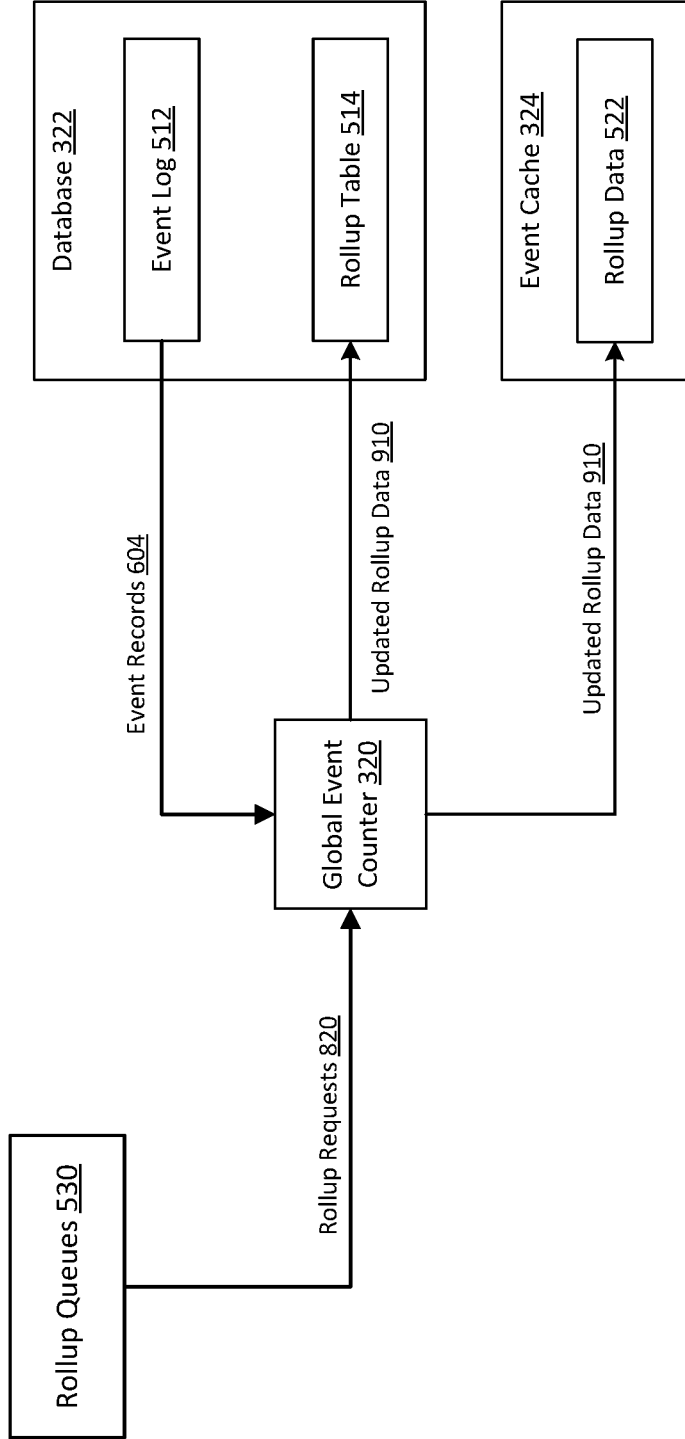 Rollup Queues 530
Rollup Requests 820
Global Event
Counter 320
Event Records 604
Updated Rollup Data 910
Updated Rollup Data 910
Database 322
Event Log 512
Rollup Table 514
Event Cache 324
Rollup Data 522